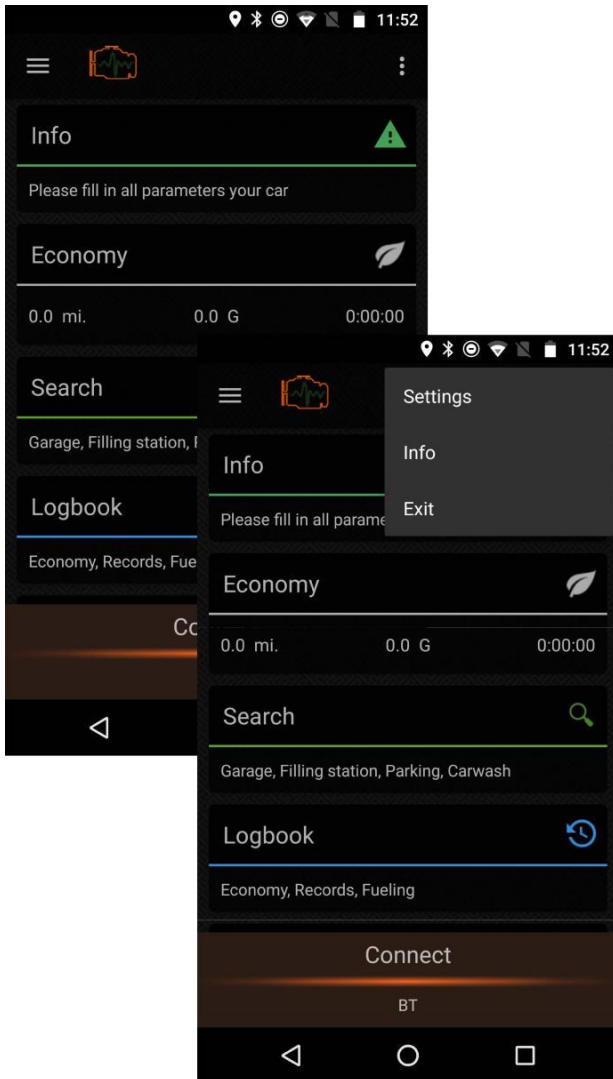 11:52
Info
Please fill in all parameters your car
Economy
0.0 mi. 0.0 G 0:00:00
Search
Garage, Filling station,
Logbook
Economy, Records,
11:52
Settings
Info
Exit
Info
Please fill in all
Economy
0.0 mi. 0.0 G 0:00:00
Search
Garage, Filling station, Parking, Carwash
Logbook
Economy, Records, Fueling
Connect
BT